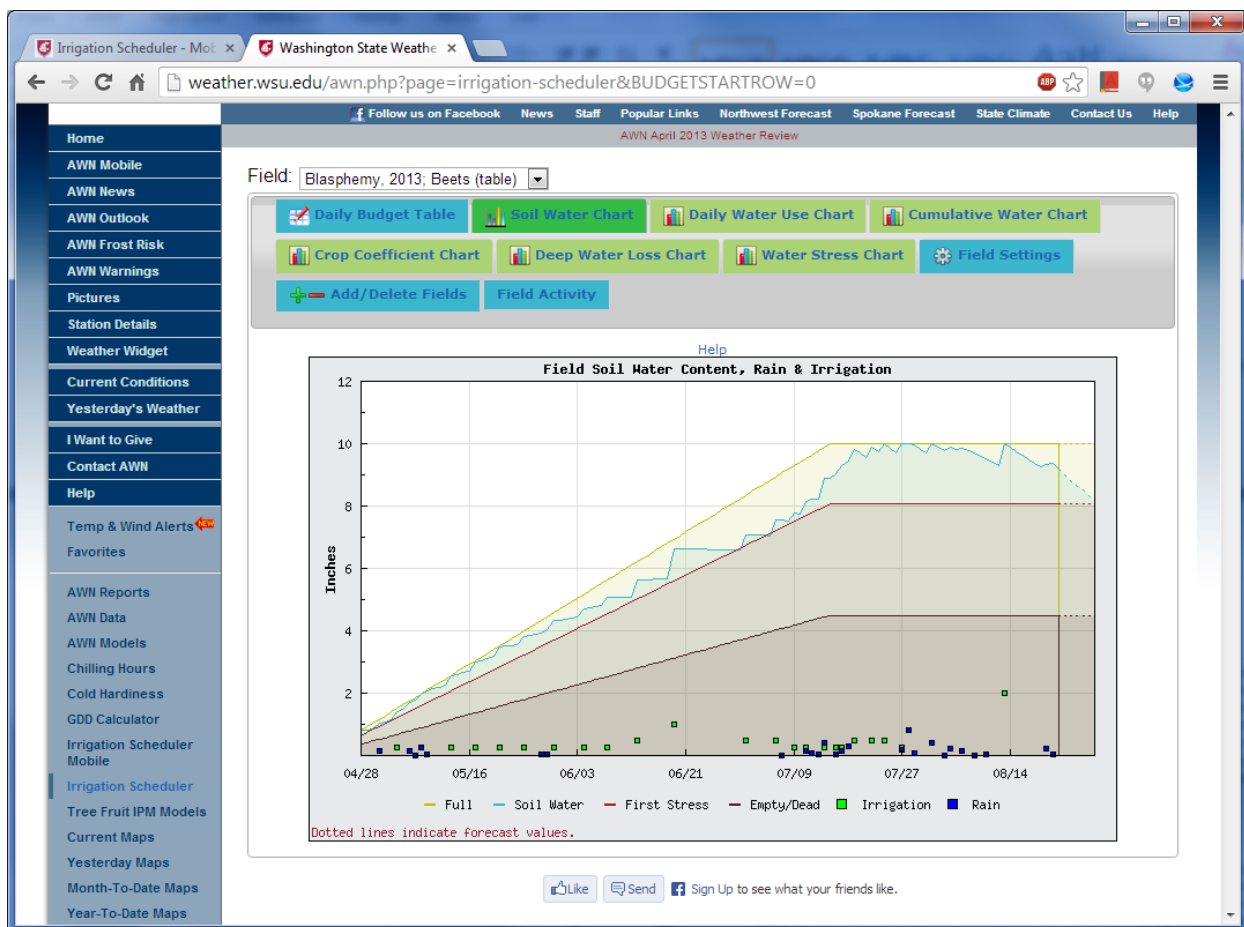 Irrigation Scheduler - Mob
Washington State Weathe
weather.wsu.edu/awn.php?page=irrigation-scheduler&BUDGETSTARTROW=0
ABP
Follow us on Facebook News Staff Popular Links Northwest Forecast Spokane Forecast State Climate Contact Us Help
AWN April 2013 Weather Review
Home
AWN Mobile
AWN News
AWN Outlook
AWN Frost Risk
AWN Warnings
Pictures
Station Details
Weather Widget
Current Conditions
Yesterday's Weather
I Want to Give
Contact AWN
Help
Temp & Wind Alerts NEW
Favorites
AWN Reports
AWN Data
AWN Models
Chilling Hours
Cold Hardiness
GDD Calculator
Irrigation Scheduler
Mobile
Irrigation Scheduler
Tree Fruit IPM Models
Current Maps
Yesterday Maps
Month-To-Date Maps
Year-To-Date Maps
Field: Blasphemy, 2013; Beets (table)
Daily Budget Table Soil Water Chart Daily Water Use Chart Cumulative Water Chart
Crop Coefficient Chart Deep Water Loss Chart Water Stress Chart Field Settings
Add/Delete Fields Field Activity
Help
Field Soil Water Content, Rain & Irrigation
12
10
8
6
4
2
Inches
04/28 05/16 06/03 06/21 07/09 07/27 08/14
Full Soil Water First Stress Empty/Dead Irrigation Rain
Dotted lines indicate forecast values.
Like Send Sign Up to see what your friends like.